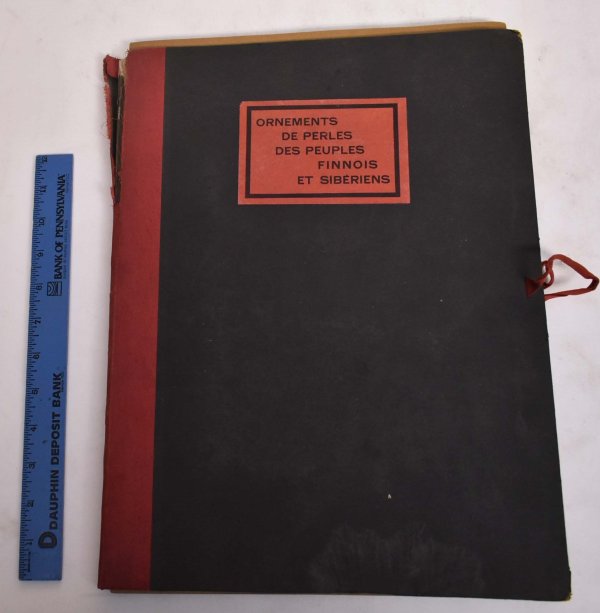 ORNEMENTS
DE PERLES
DES PEUPLES
FINNOIS
ET SIBÉRIENS
BANK OF PENNSYLVANIA
DAUPHIN DEPOSIT BANK